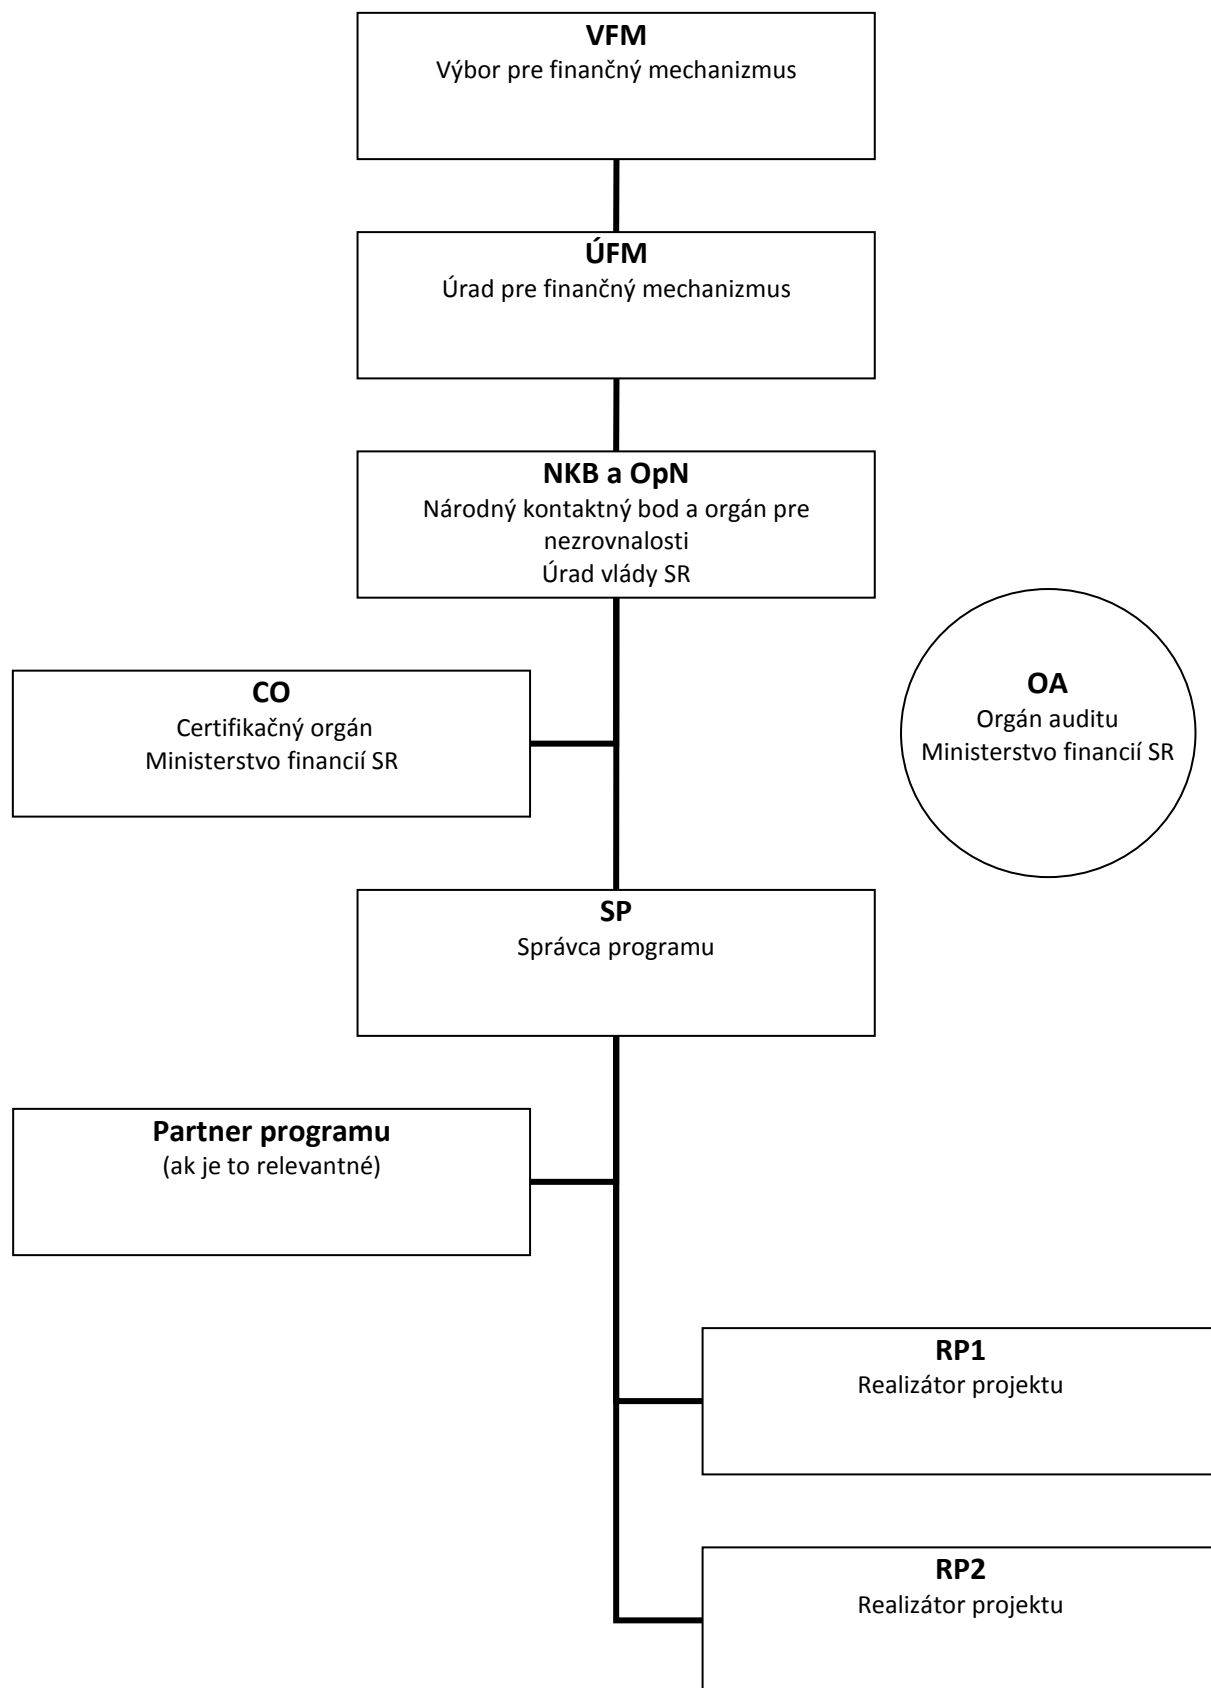 VFM
Výbor pre finančný mechanizmus
ÚFM
Úrad pre finančný mechanizmus
NKB a OpN
Národný kontaktný bod a orgán pre
nezrovnalosti
Úrad vlády SR
CO
Certifikačný orgán
Ministerstvo financií SR
OA
Orgán auditu
Ministerstvo financií SR
SP
Správca programu
Partner programu
(ak je to relevantné)
RP1
Realizátor projektu
RP2
Realizátor projektu